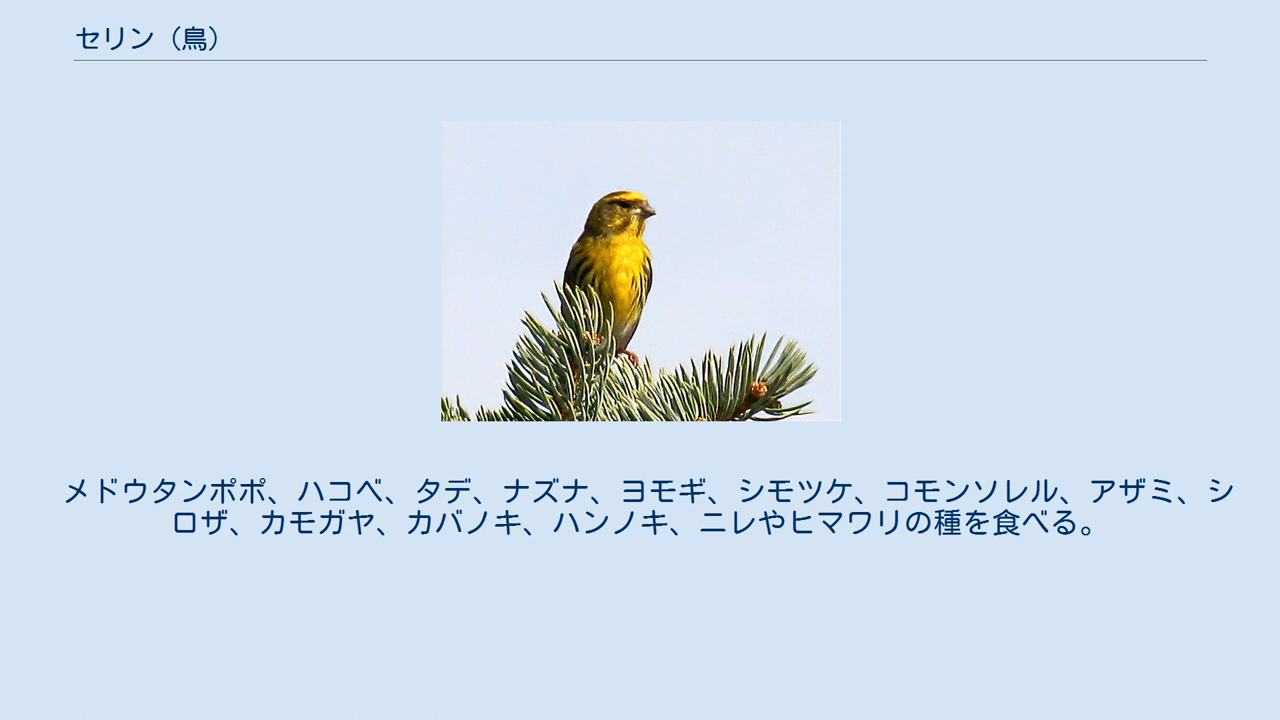 セリン（鳥）
メドウタンポポ、ハコベ、タデ、ナズナ、ヨモギ、シモツケ、コモンソレル、アザミ、シ
ロザ、カモガヤ、カバノキ、ハンノキ、ニレやヒマワリの種を食べる。